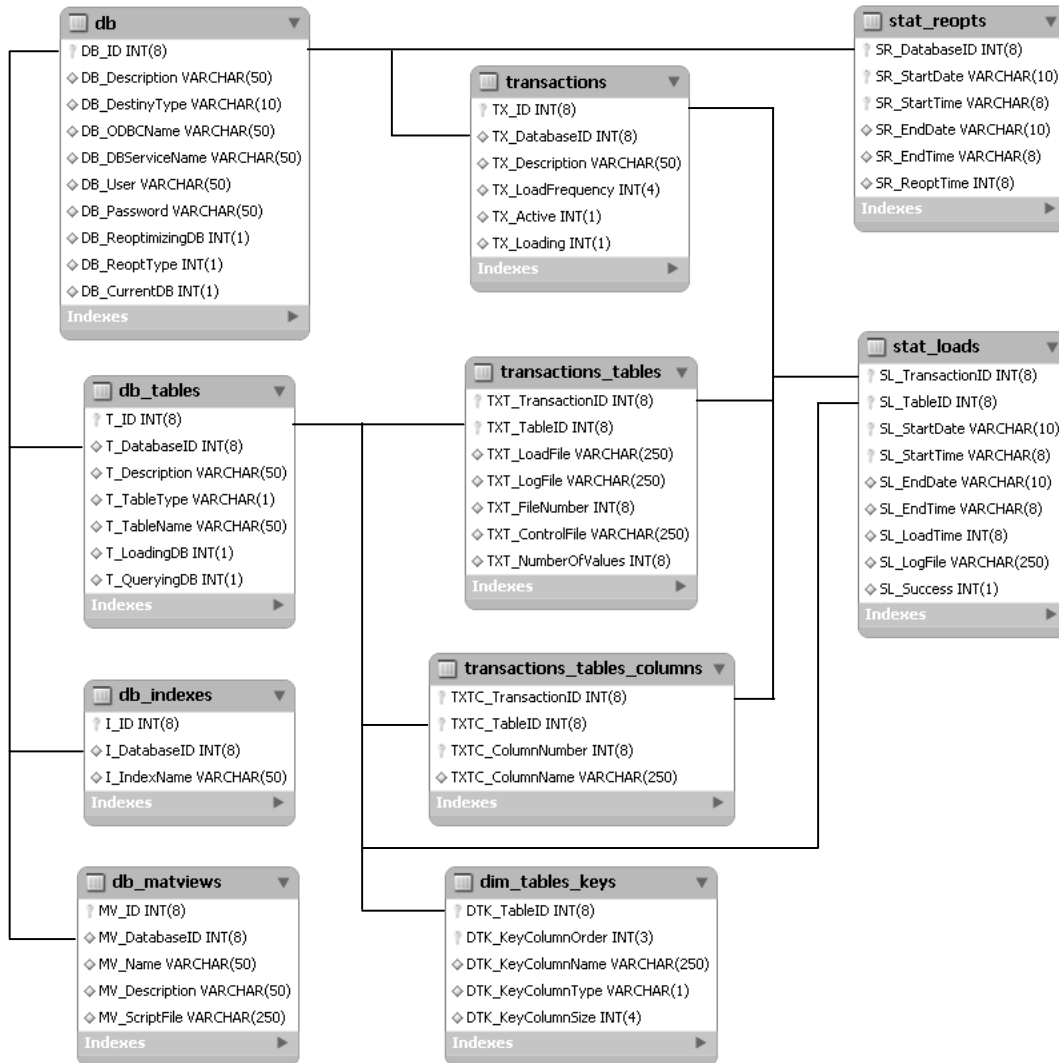 db
DB_ID INT(8)
DB_Description VARCHAR(50)
DB_DestinyType VARCHAR(10)
DB_ODBCName VARCHAR(50)
DB_DBServiceName VARCHAR(50)
DB_User VARCHAR(50)
DB_Password VARCHAR(50)
DB_ReoptimizingDB INT(1)
DB_ReoptType INT(1)
DB_CurrentDB INT(1)
Indexes
transactions
TX_ID INT(8)
TX_DatabaseID INT(8)
TX_Description VARCHAR(50)
TX_LoadFrequency INT(4)
TX_Active INT(1)
TX_Loading INT(1)
Indexes
stat_reopts
SR_DatabaseID INT(8)
SR_StartDate VARCHAR(10)
SR_StartTime VARCHAR(8)
SR_EndDate VARCHAR(10)
SR_EndTime VARCHAR(8)
SR_ReoptTime INT(8)
Indexes
db_tables
T_ID INT(8)
T_DatabaseID INT(8)
T_Description VARCHAR(50)
T_TableType VARCHAR(1)
T_TableName VARCHAR(50)
T_LoadingDB INT(1)
T_QueryingDB INT(1)
Indexes
transactions_tables
TXT_TransactionID INT(8)
TXT_TableID INT(8)
TXT_LoadFile VARCHAR(250)
TXT_LogFile VARCHAR(250)
TXT_FileNumber INT(8)
TXT_ControlFile VARCHAR(250)
TXT_NumberOfValues INT(8)
Indexes
stat_loads
SL_TransactionID INT(8)
SL_TableID INT(8)
SL_StartDate VARCHAR(10)
SL_StartTime VARCHAR(8)
SL_EndDate VARCHAR(10)
SL_EndTime VARCHAR(8)
SL_LoadTime INT(8)
SL_LogFile VARCHAR(250)
SL_Success INT(1)
Indexes
db_indexes
I_ID INT(8)
I_DatabaseID INT(8)
I_IndexName VARCHAR(50)
Indexes
transactions_tables_columns
TXTC_TransactionID INT(8)
TXTC_TableID INT(8)
TXTC_ColumnNumber INT(8)
TXTC_ColumnName VARCHAR(250)
Indexes
db_matviews
MV_ID INT(8)
MV_DatabaseID INT(8)
MV_Name VARCHAR(50)
MV_Description VARCHAR(50)
MV_ScriptFile VARCHAR(250)
Indexes
dim_tables_keys
DTK_TableID INT(8)
DTK_KeyColumnOrder INT(3)
DTK_KeyColumnName VARCHAR(250)
DTK_KeyColumnType VARCHAR(1)
DTK_KeyColumnSize INT(4)
Indexes